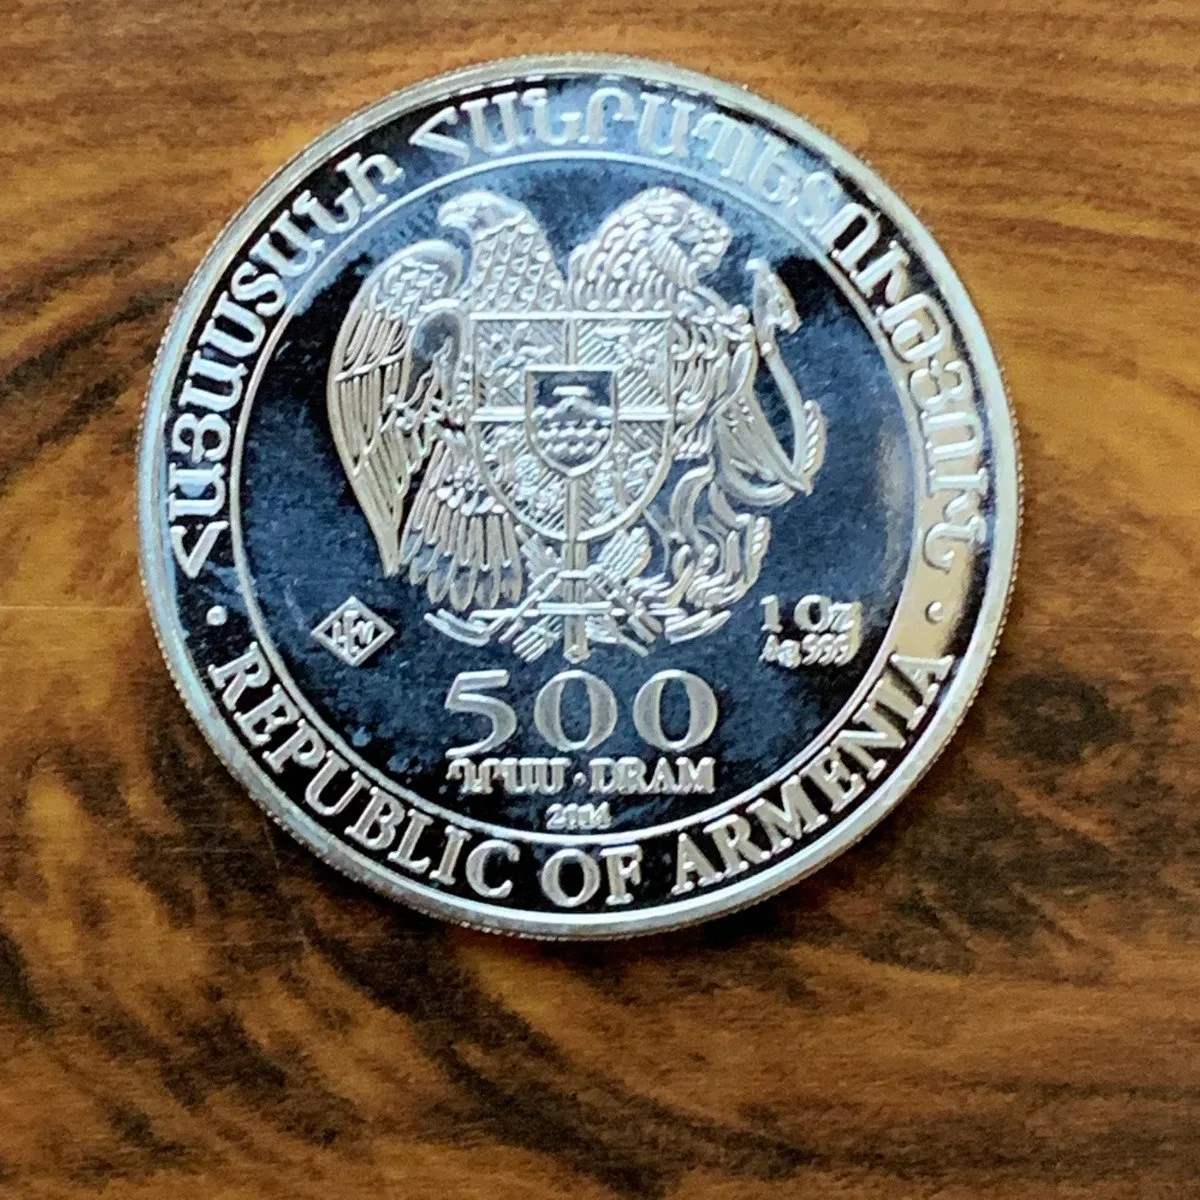 ՀԱՅԱՍՏԱՆԻ ՀԱՆՐԱՊԵՏՈՒԹՅՈՒՆ
1 Oz
Ag 999
500
ԴՐԱՄ · DRAM
2014
· REPUBLIC OF ARMENIA ·